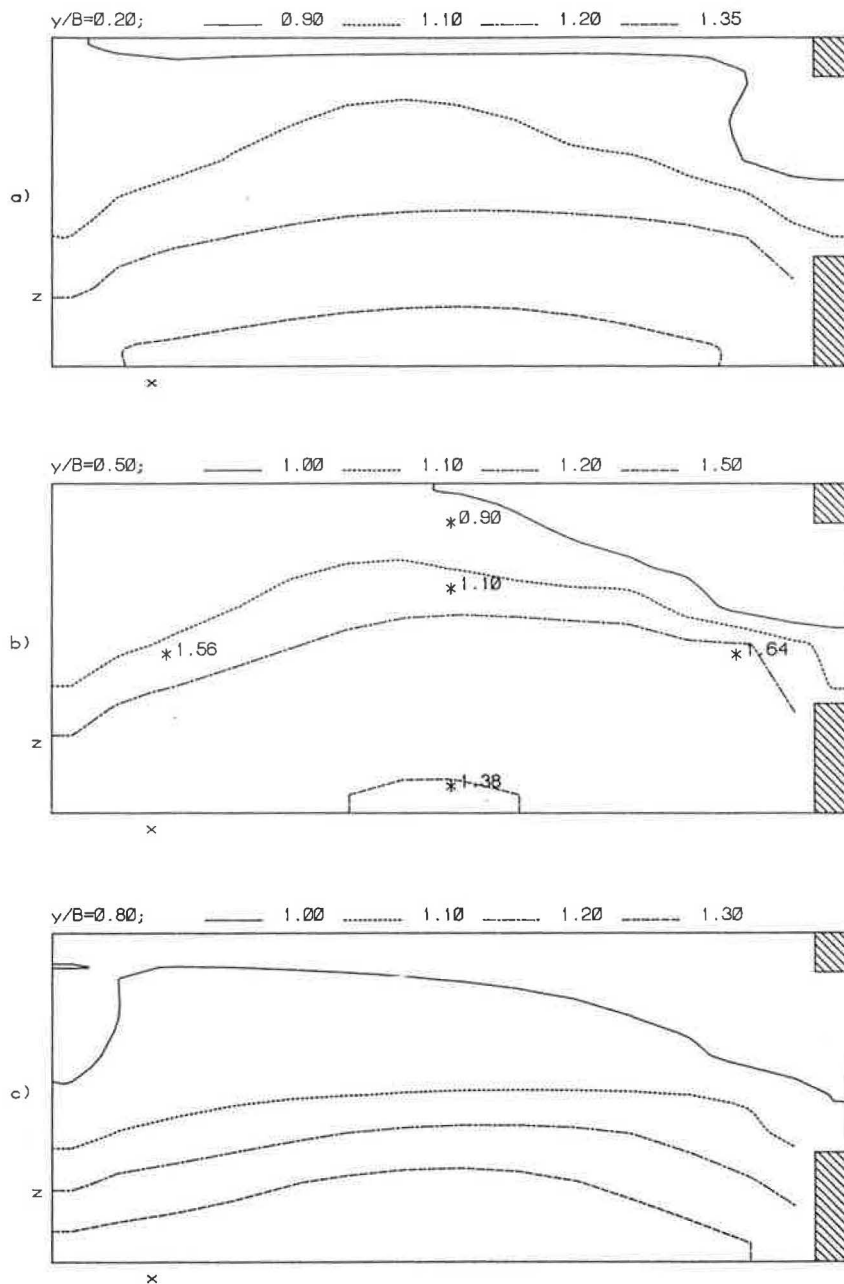 y/B=0.20; 0.90 1.10 1.20 1.35
a)
z
x
y/B=0.50; 1.00 1.10 1.20 1.50
*0.90
*1.10
b)
*1.56
*1.64
z
*1.38
x
y/B=0.80; 1.00 1.10 1.20 1.30
c)
z
x